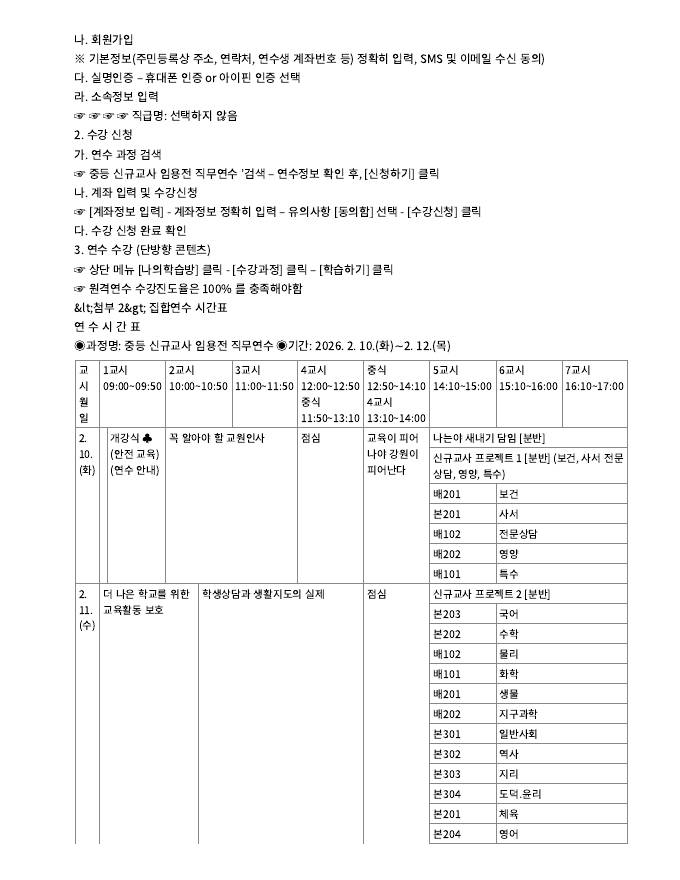 나. 회원가입
※ 기본정보(주민등록상 주소, 연락처, 연수생 계좌번호 등) 정확히 입력, SMS 및 이메일 수신 동의)
다. 실명인증 – 휴대폰 인증 or 아이핀 인증 선택
라. 소속정보 입력
☞ ☞ ☞ ☞ 직급명: 선택하지 않음
2. 수강 신청
가. 연수 과정 검색
☞ 중등 신규교사 임용전 직무연수 '검색 – 연수정보 확인 후, [신청하기] 클릭
나. 계좌 입력 및 수강신청
☞ [계좌정보 입력] - 계좌정보 정확히 입력 – 유의사항 [동의함] 선택 - [수강신청] 클릭
다. 수강 신청 완료 확인
3. 연수 수강 (단방향 콘텐츠)
☞ 상단 메뉴 [나의학습방] 클릭 - [수강과정] 클릭 – [학습하기] 클릭
☞ 원격연수 수강진도율은 100% 를 충족해야함
&lt;첨부 2&gt; 집합연수 시간표
연 수 시 간 표
◉과정명: 중등 신규교사 임용전 직무연수 ◉기간: 2026. 2. 10.(화)~2. 12.(목)
교 1교시 2교시 3교시 4교시 중식 5교시 6교시 7교시
시 09:00~09:50 10:00~10:50 11:00~11:50 12:00~12:50 12:50~14:10 14:10~15:00 15:10~16:00 16:10~17:00
월 중식 4교시
일 11:50~13:10 13:10~14:00
2. 개강식 ♣ 꼭 알아야 할 교원인사 점심 교육이 피어 나는야 새내기 담임 [분반]
10. (안전 교육) 나야 강원이 신규교사 프로젝트 1 [분반] (보건, 사서 전문
(화) (연수 안내) 피어난다 상담, 영양, 특수)
배201 보건
본201 사서
배102 전문상담
배202 영양
배101 특수
2. 더 나은 학교를 위한 학생상담과 생활지도의 실제 점심 신규교사 프로젝트 2 [분반]
11. 교육활동 보호 본203 국어
(수) 본202 수학
배102 물리
배101 화학
배201 생물
배202 지구과학
본301 일반사회
본302 역사
본303 지리
본304 도덕.윤리
본201 체육
본204 영어